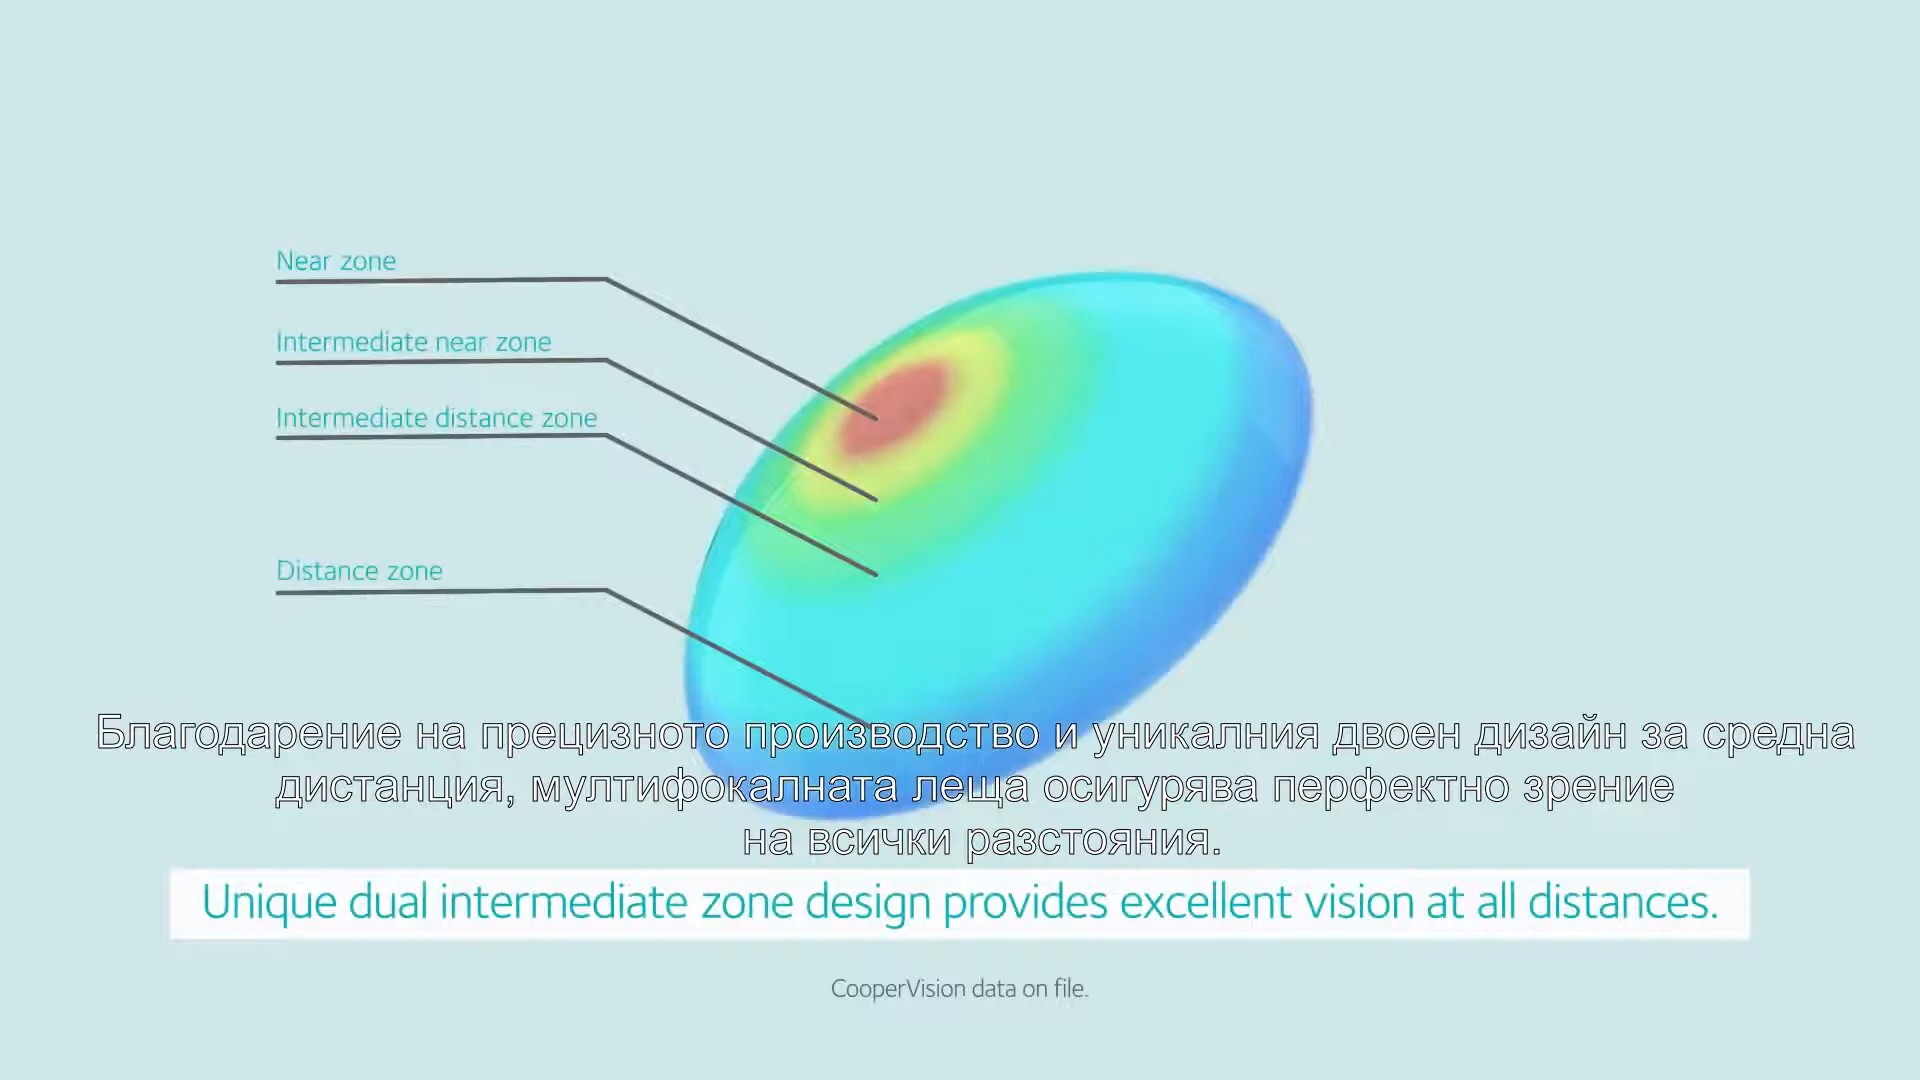 Near zone
Intermediate near zone
Intermediate distance zone
Distance zone
Благодарение на прецизното производство и уникалния двоен дизайн за средна
дистанция, мултифокалната леща осигурява перфектно зрение
на всички разстояния.
Unique dual intermediate zone design provides excellent vision at all distances.
CooperVision data on file.